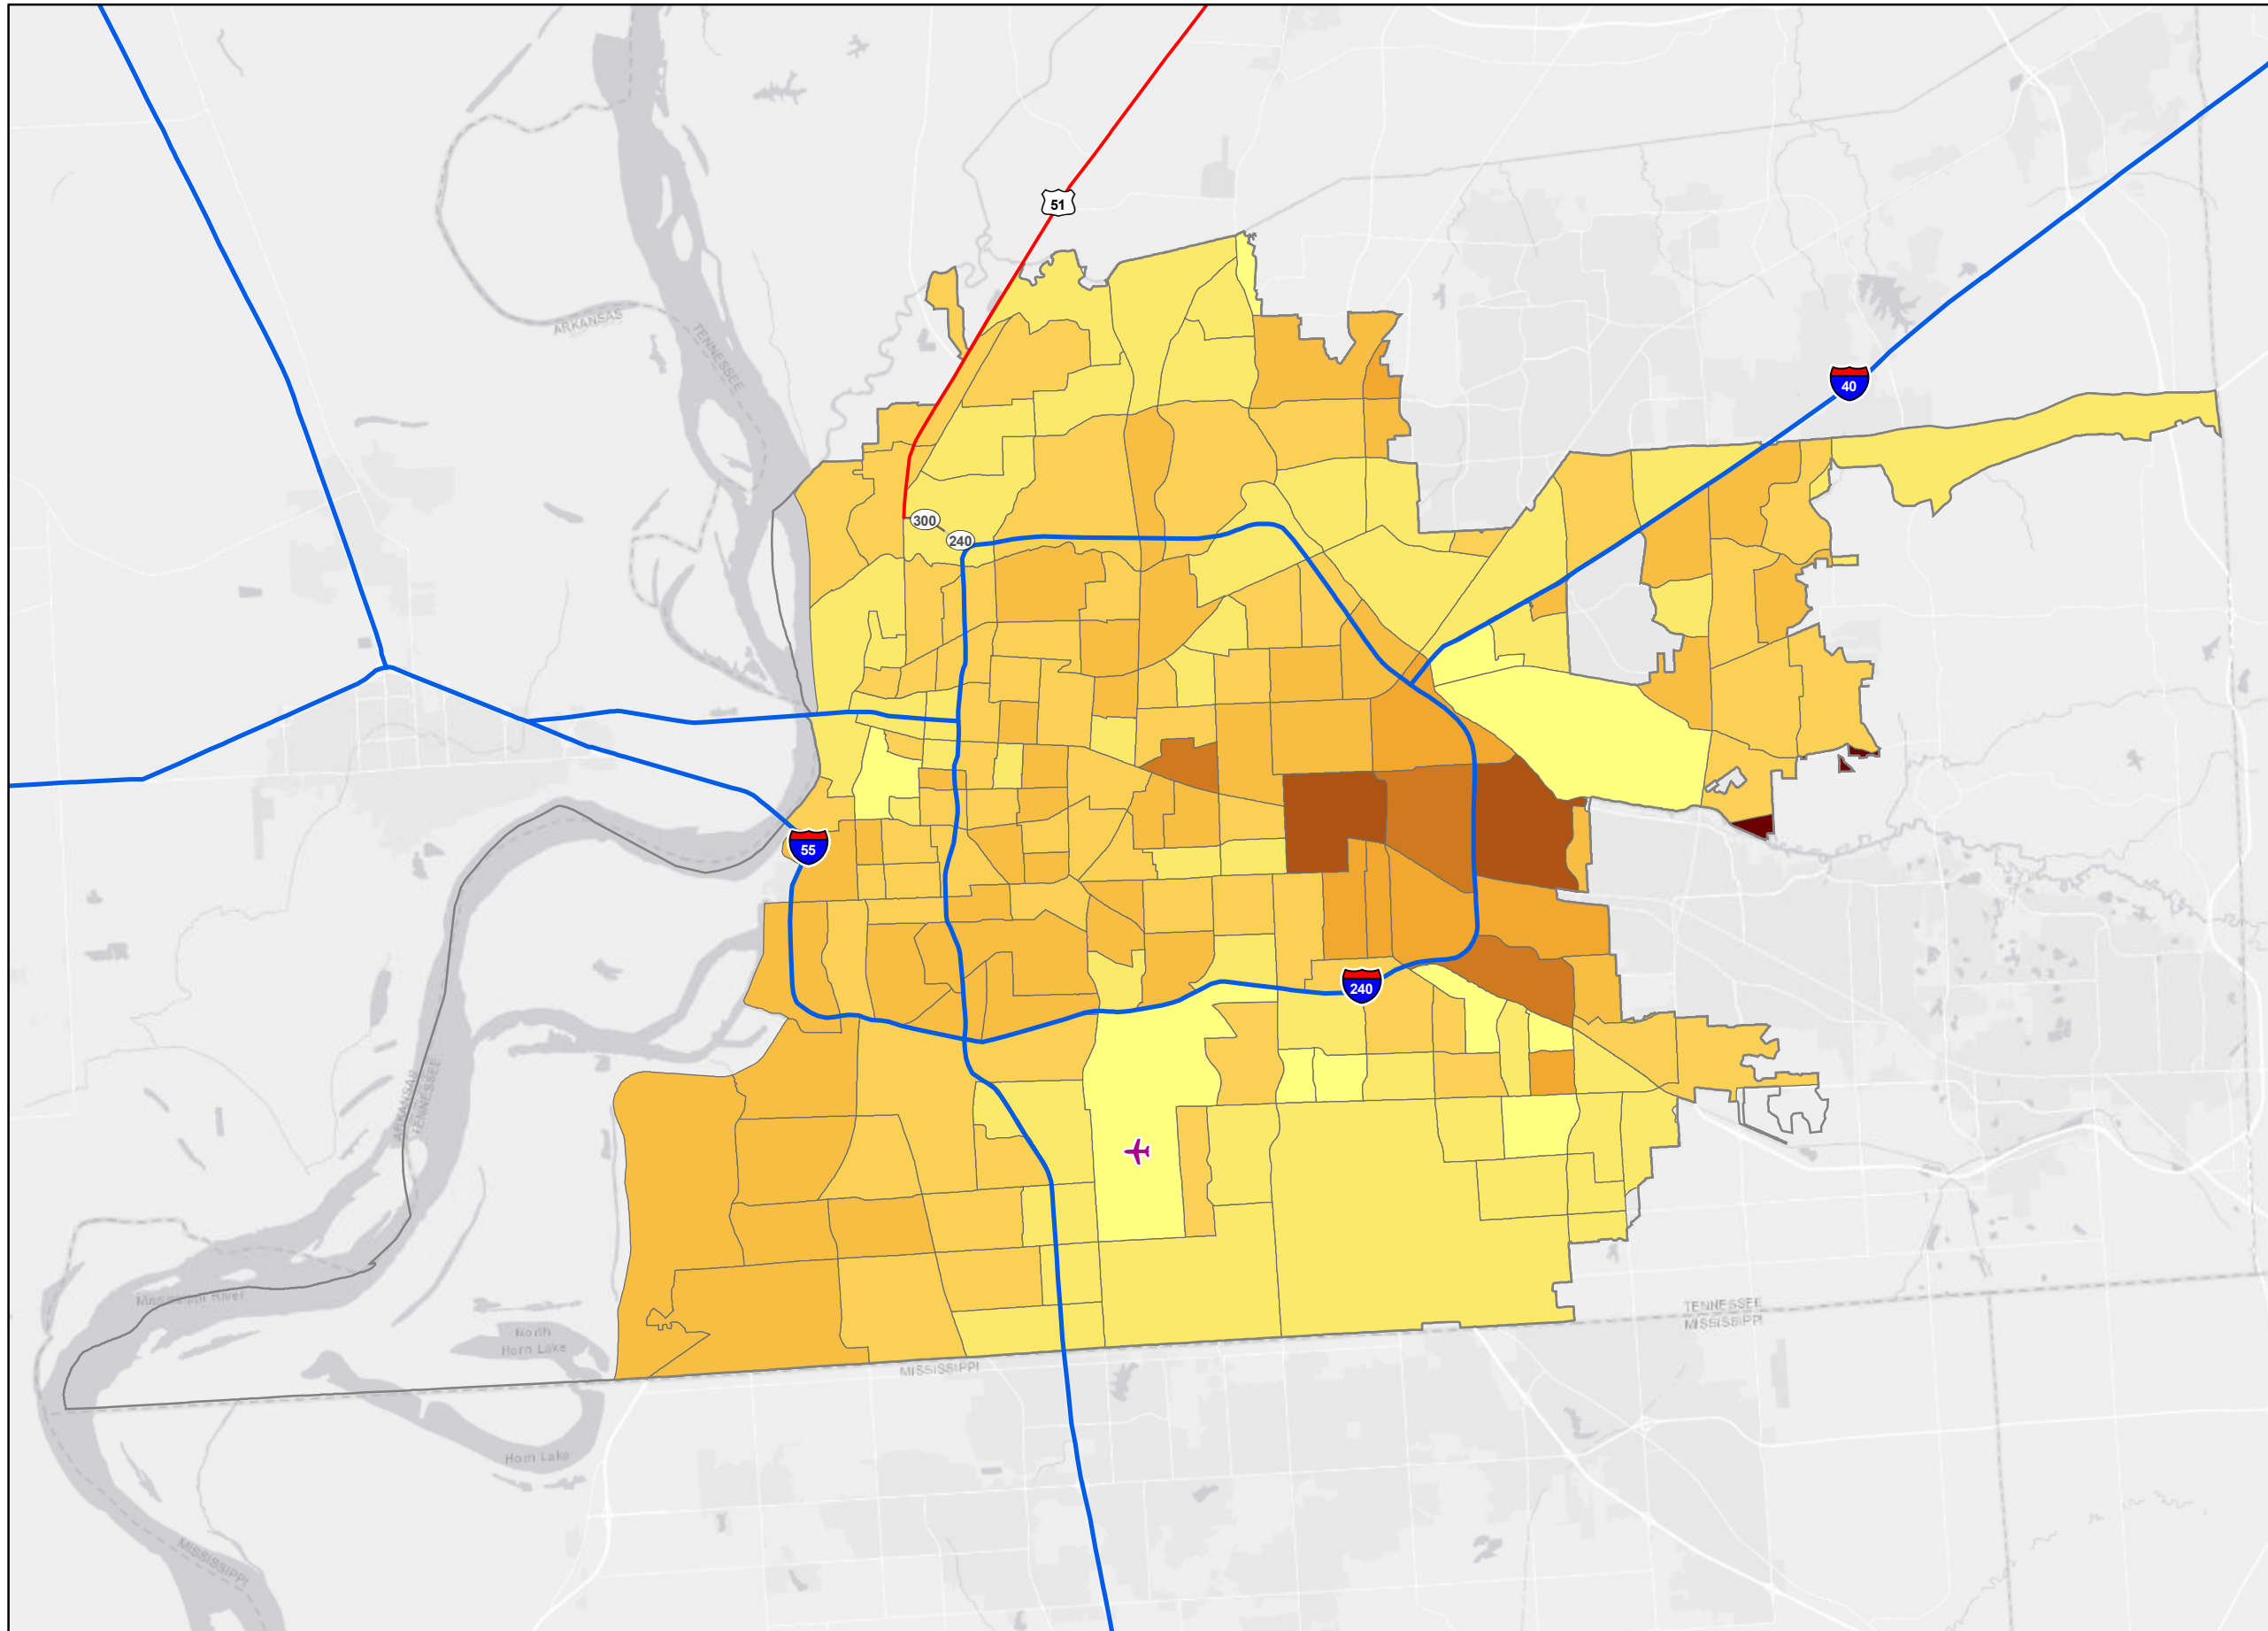 51
ARKANSAS
TENNESSEE
40
300
240
55
240
ARKANSAS
TENNESSEE
Mississippi River
TENNESSEE
MISSISSIPPI
North
Horn Lake
MISSISSIPPI
Horn Lake
MISSISSIPPI